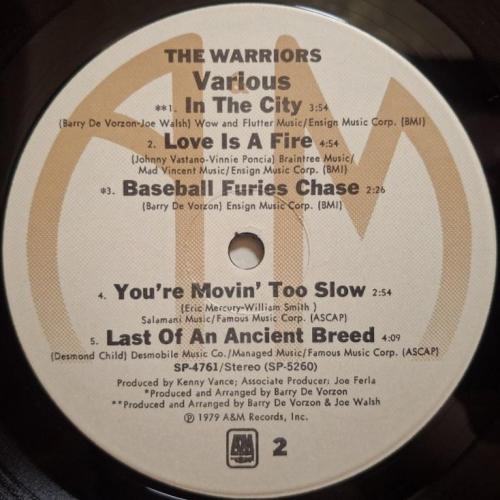 THE WARRIORS
Various
**1. In The City 3:54
(Barry De Vorzon-Joe Walsh) Wow and Flutter Music/Ensign Music Corp. (BMI)
2. Love Is A Fire 4:54
(Johnny Vastano-Vinnie Poncia) Braintree Music/
Mad Vincent Music/Ensign Music Corp. (BMI)
*3. Baseball Furies Chase 2:26
(Barry De Vorzon) Ensign Music Corp. (BMI)
4. You're Movin' Too Slow 2:54
(Eric Mercury-William Smith )
Salamani Music/Famous Music Corp. (ASCAP)
5. Last Of An Ancient Breed 4:09
(Desmond Child) Desmobile Music Co./Managed Music/Famous Music Corp. (ASCAP)
SP-4761/Stereo (SP-5260)
Produced by Kenny Vance; Associate Producer: Joe Ferla
*Produced and Arranged by Barry De Vorzon
**Produced and Arranged by Barry De Vorzon & Joe Walsh
℗ 1979 A&M Records, Inc.
A&M 2